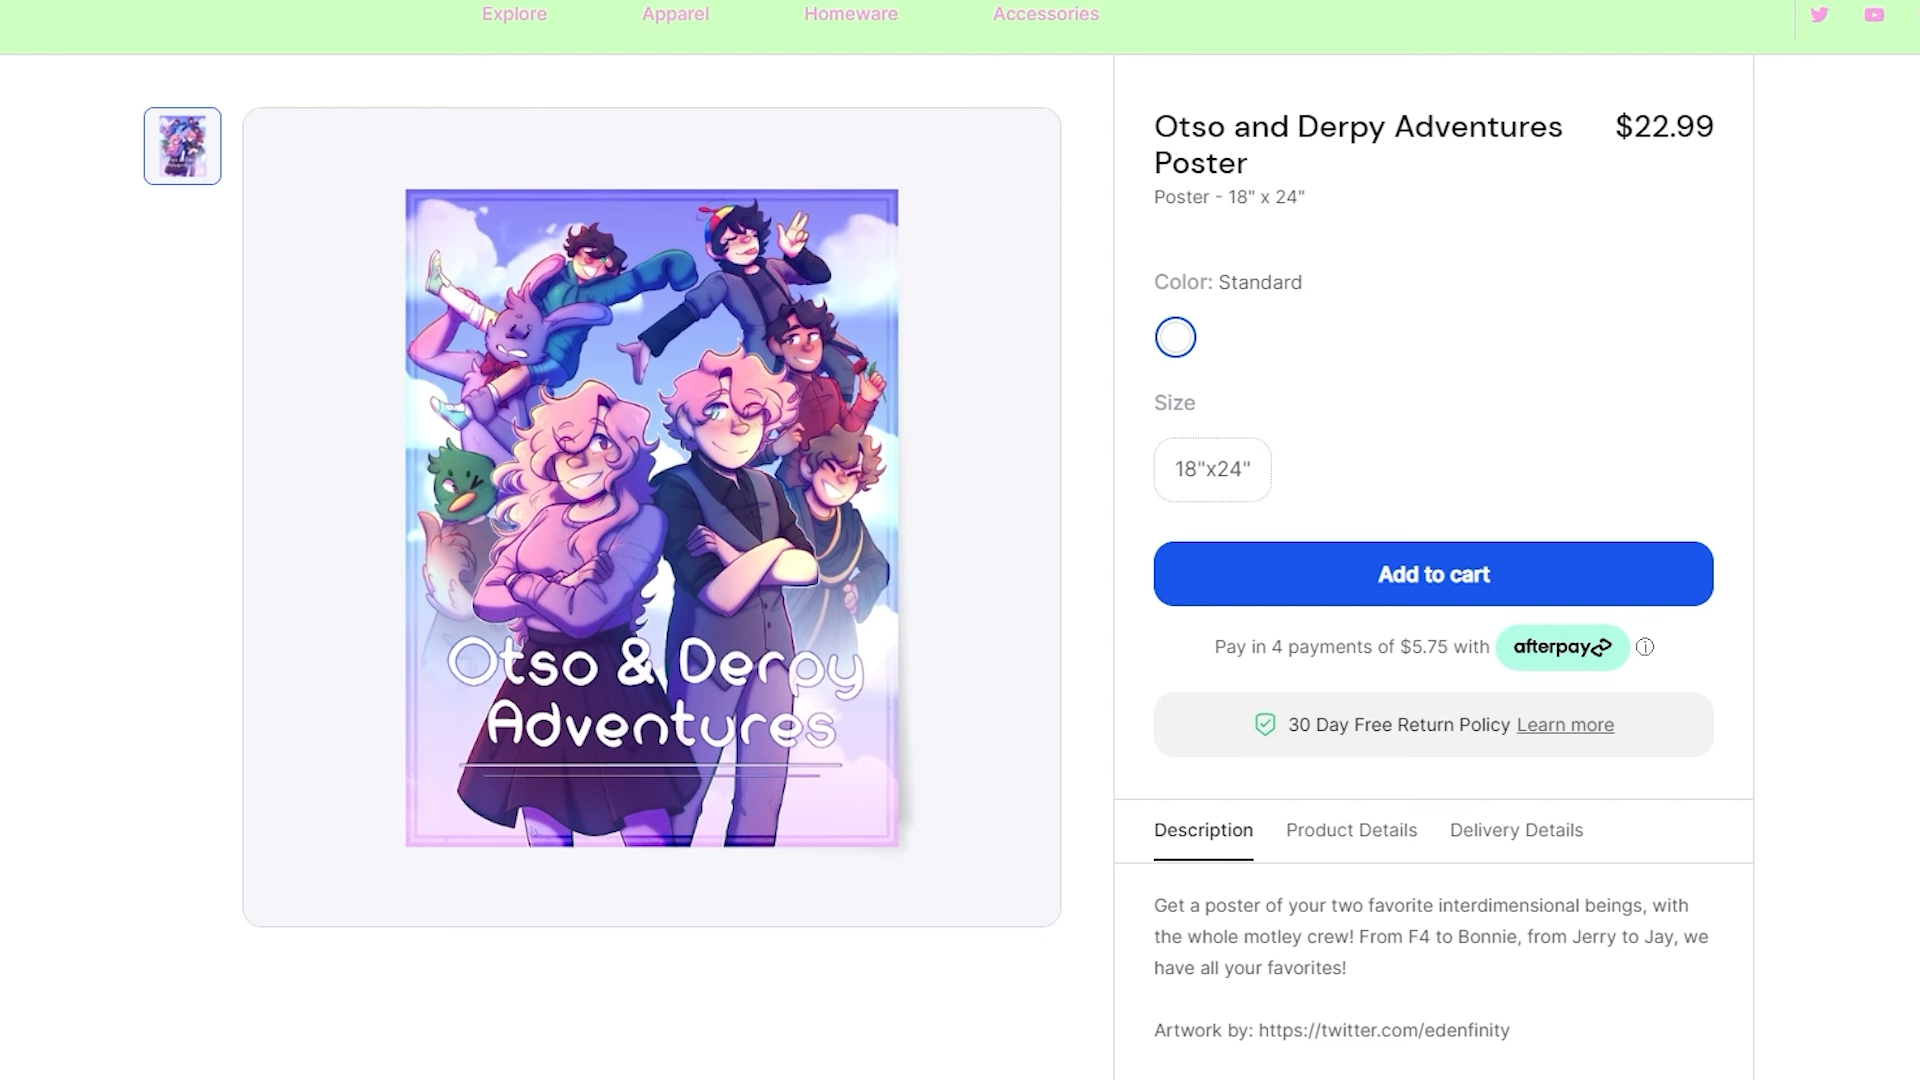 Explore
Apparel
Homeware
Accessories
Otso & Derpy
Adventures
Otso and Derpy Adventures
Poster
$22.99
Poster - 18" x 24"
Color: Standard
Size
18"x24"
Add to cart
Pay in 4 payments of $5.75 with afterpay
30 Day Free Return Policy Learn more
Description
Product Details
Delivery Details
Get a poster of your two favorite interdimensional beings, with
the whole motley crew! From F4 to Bonnie, from Jerry to Jay, we
have all your favorites!
Artwork by: https://twitter.com/edenfinity